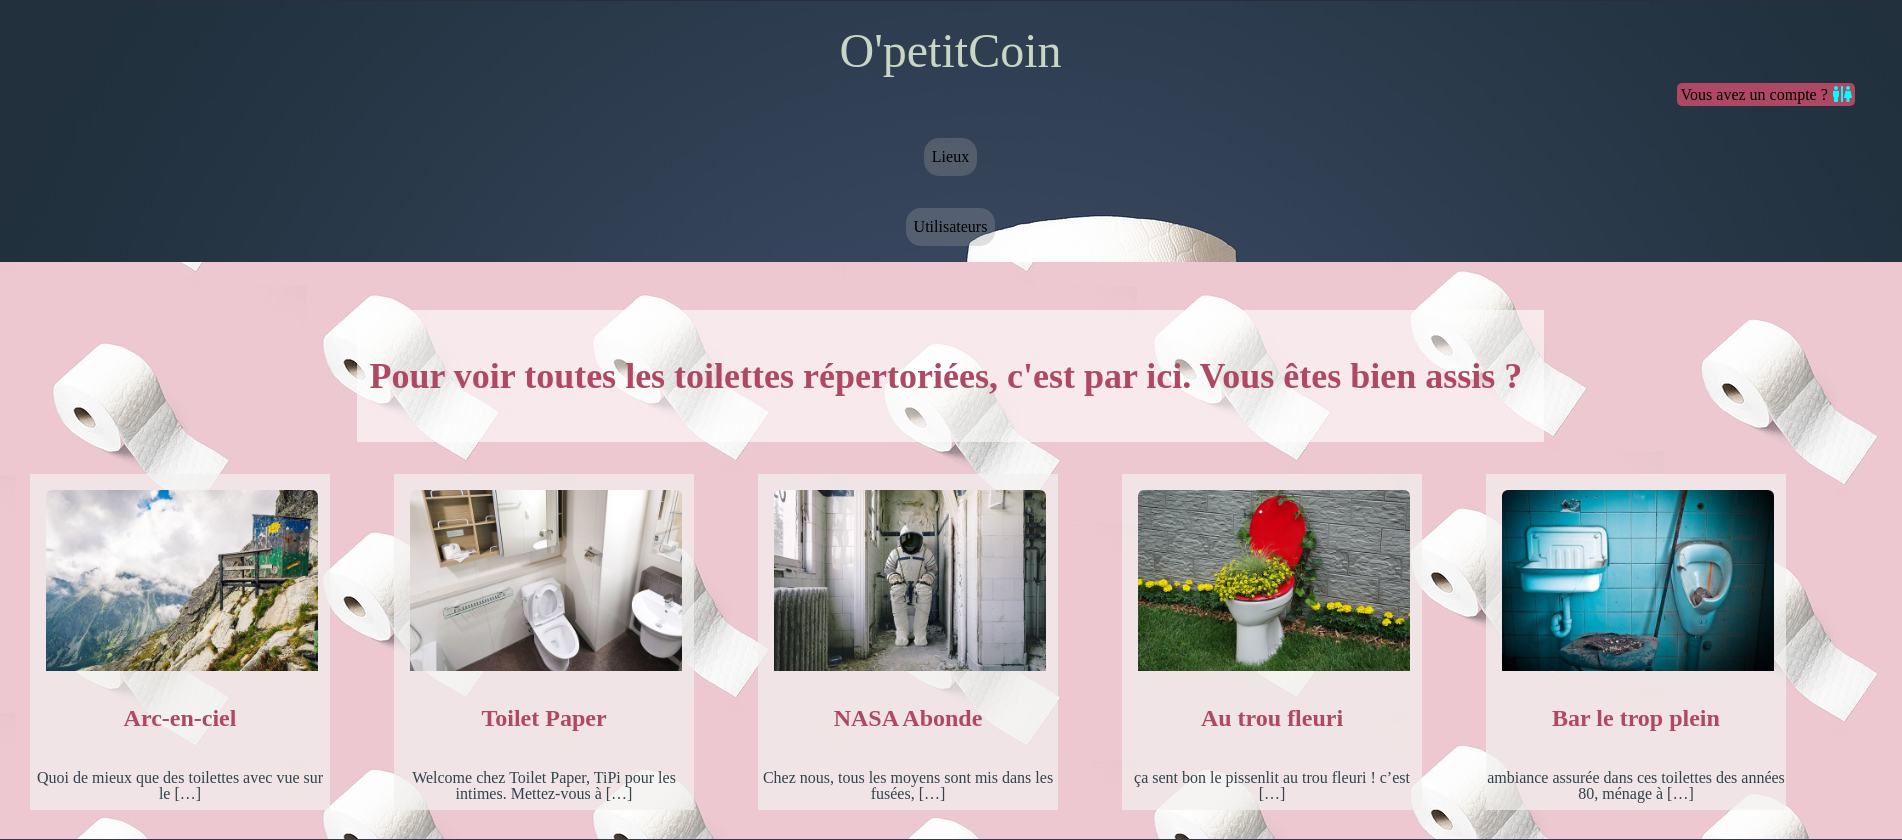 O'petitCoin
Vous avez un compte ?
Lieux
Utilisateurs
Pour voir toutes les toilettes répertoriées, c'est par ici. Vous êtes bien assis ?
Arc-en-ciel
Quoi de mieux que des toilettes avec vue sur
le […]
Toilet Paper
Welcome chez Toilet Paper, TiPi pour les
intimes. Mettez-vous à […]
NASA Abonde
Chez nous, tous les moyens sont mis dans les
fusées, […]
Au trou fleuri
ça sent bon le pissenlit au trou fleuri ! c’est
[…]
Bar le trop plein
ambiance assurée dans ces toilettes des années
80, ménage à […]